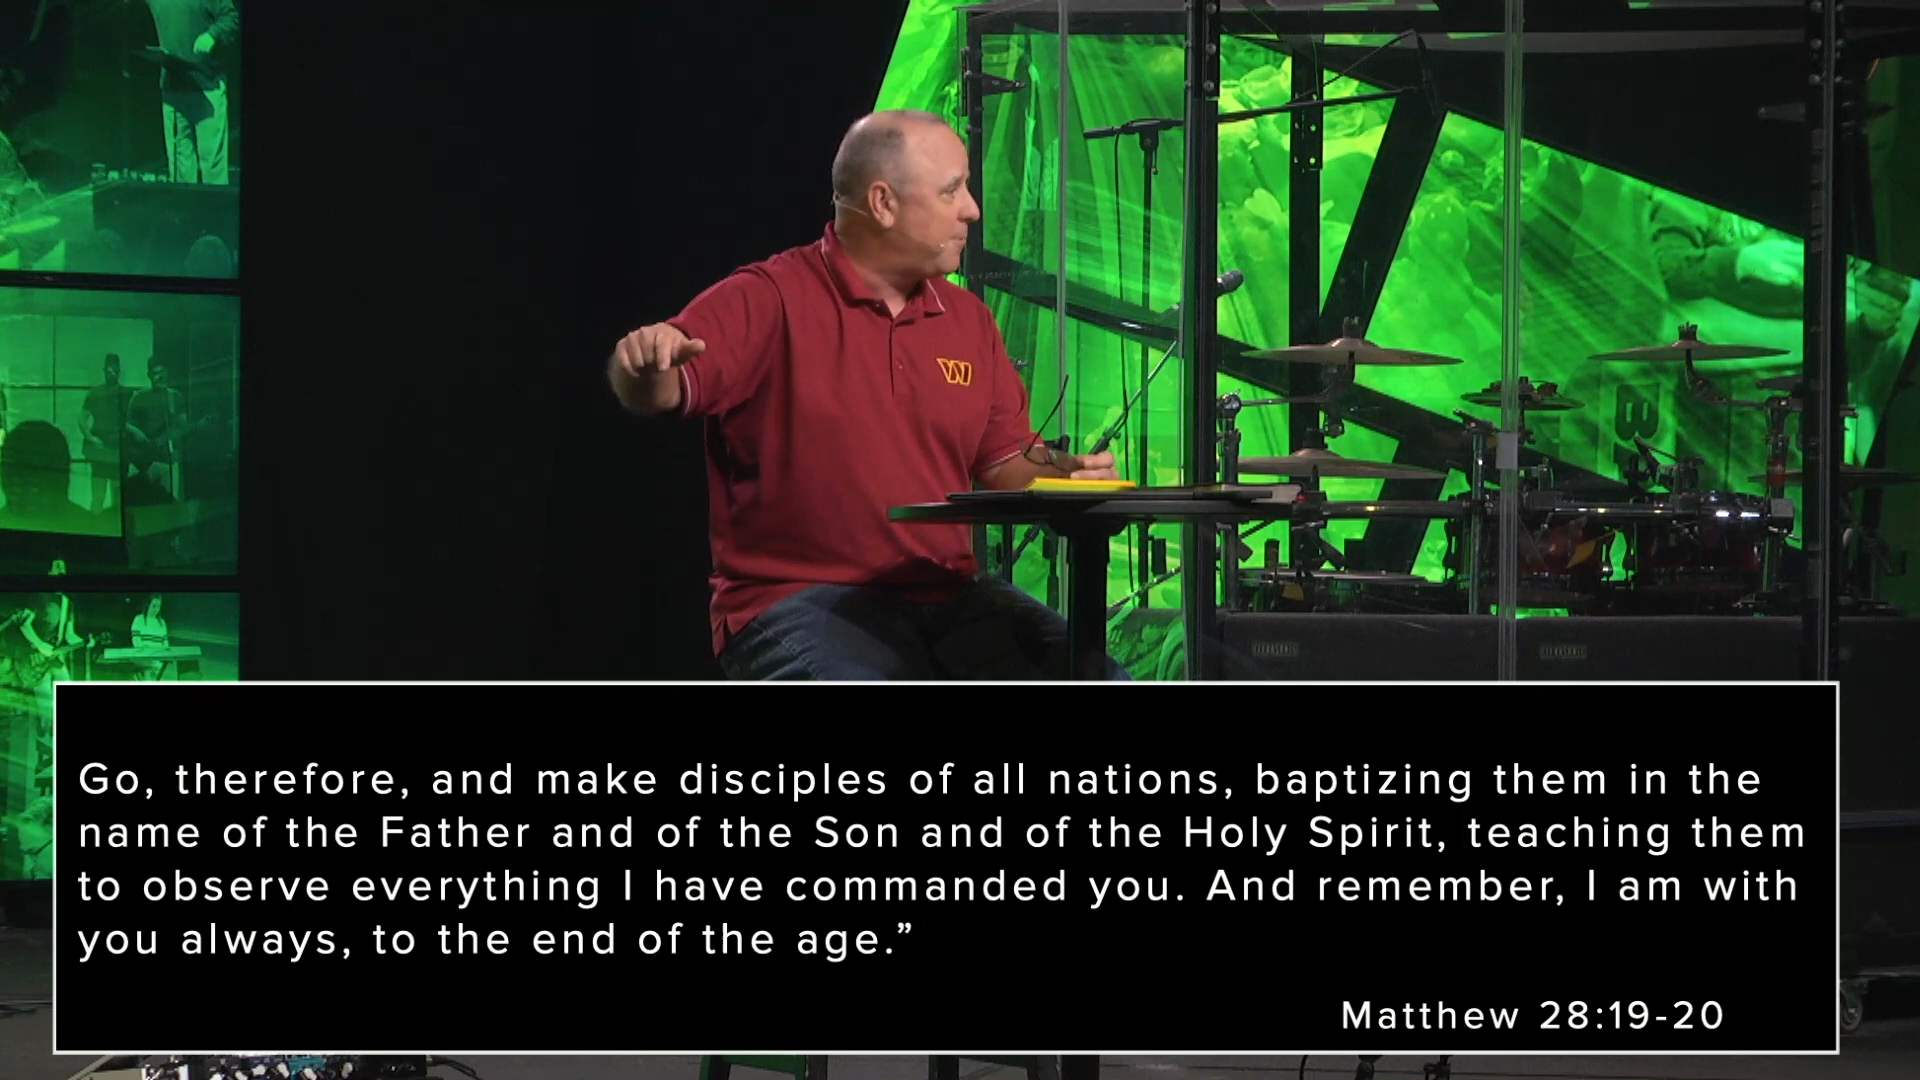 W
B
Go, therefore, and make disciples of all nations, baptizing them in the
name of the Father and of the Son and of the Holy Spirit, teaching them
to observe everything I have commanded you. And remember, I am with
you always, to the end of the age.”
Matthew 28:19-20